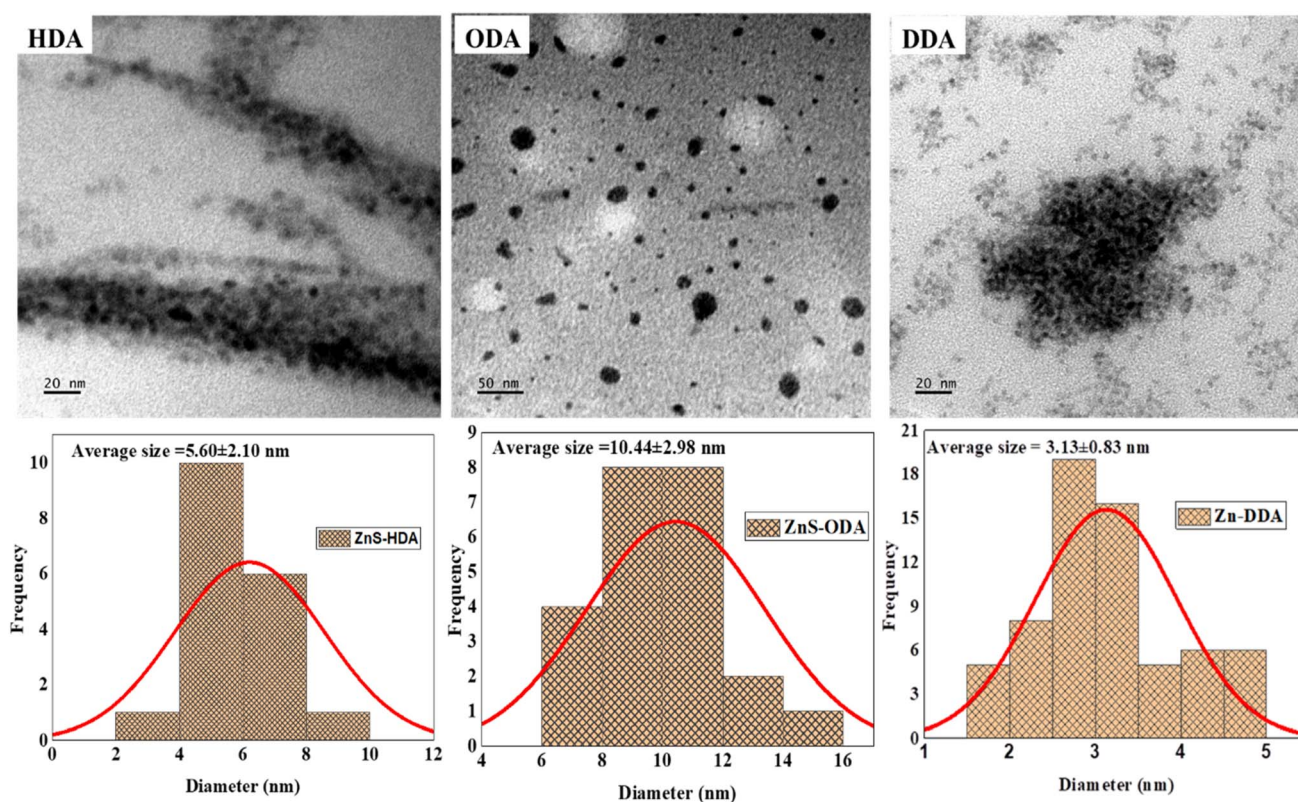 HDA
20 nm
ODA
50 nm
DDA
20 nm
Average size =5.60±2.10 nm
ZnS-HDA
Frequency
10
8
6
4
2
0
0 2 4 6 8 10 12
Diameter (nm)
Average size =10.44±2.98 nm
ZnS-ODA
Frequency
9
8
7
6
5
4
3
2
1
0
4 6 8 10 12 14 16
Diameter (nm)
Average size = 3.13±0.83 nm
Zn-DDA
Frequency
21
18
15
12
9
6
3
0
1 2 3 4 5
Diameter (nm)